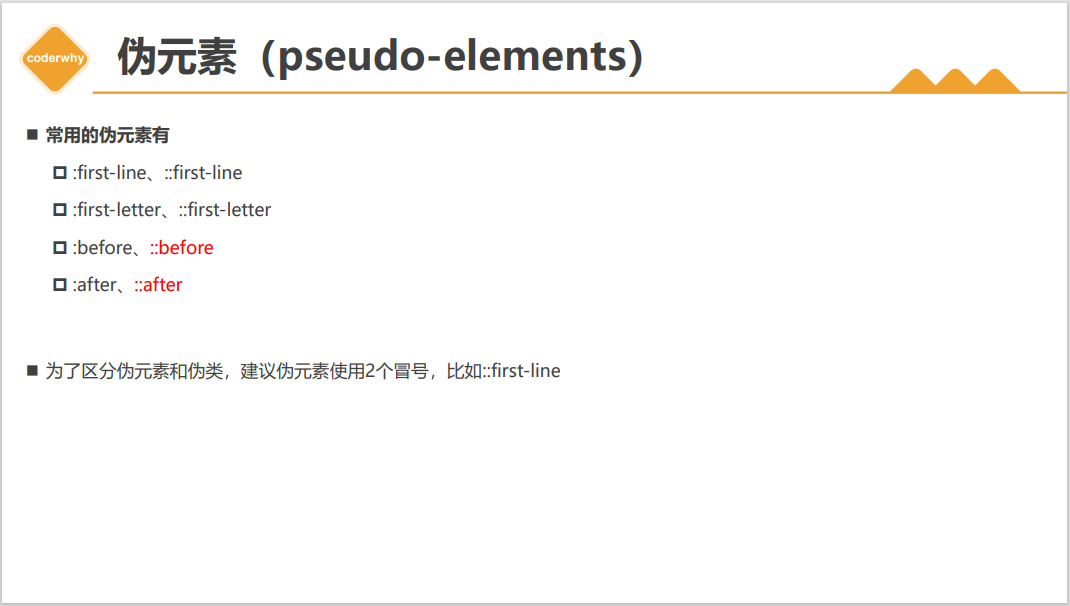 coderwhy
伪元素（pseudo-elements）
常用的伪元素有
:first-line、::first-line
:first-letter、::first-letter
:before、::before
:after、::after
为了区分伪元素和伪类，建议伪元素使用2个冒号，比如::first-line